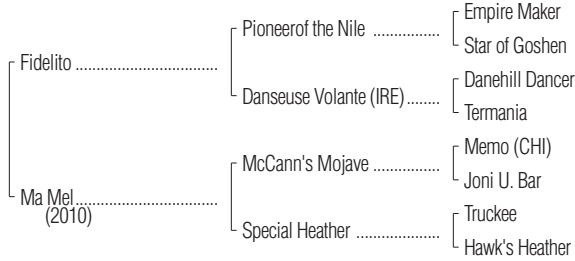 Empire Maker
Pioneerof the Nile ................
Star of Goshen
Fidelito ..................................
Danehill Dancer
Danseuse Volante (IRE) ........
Termania
Memo (CHI)
McCann's Mojave ..................
Joni U. Bar
Ma Mel ..................................
(2010)
Truckee
Special Heather ....................
Hawk's Heather